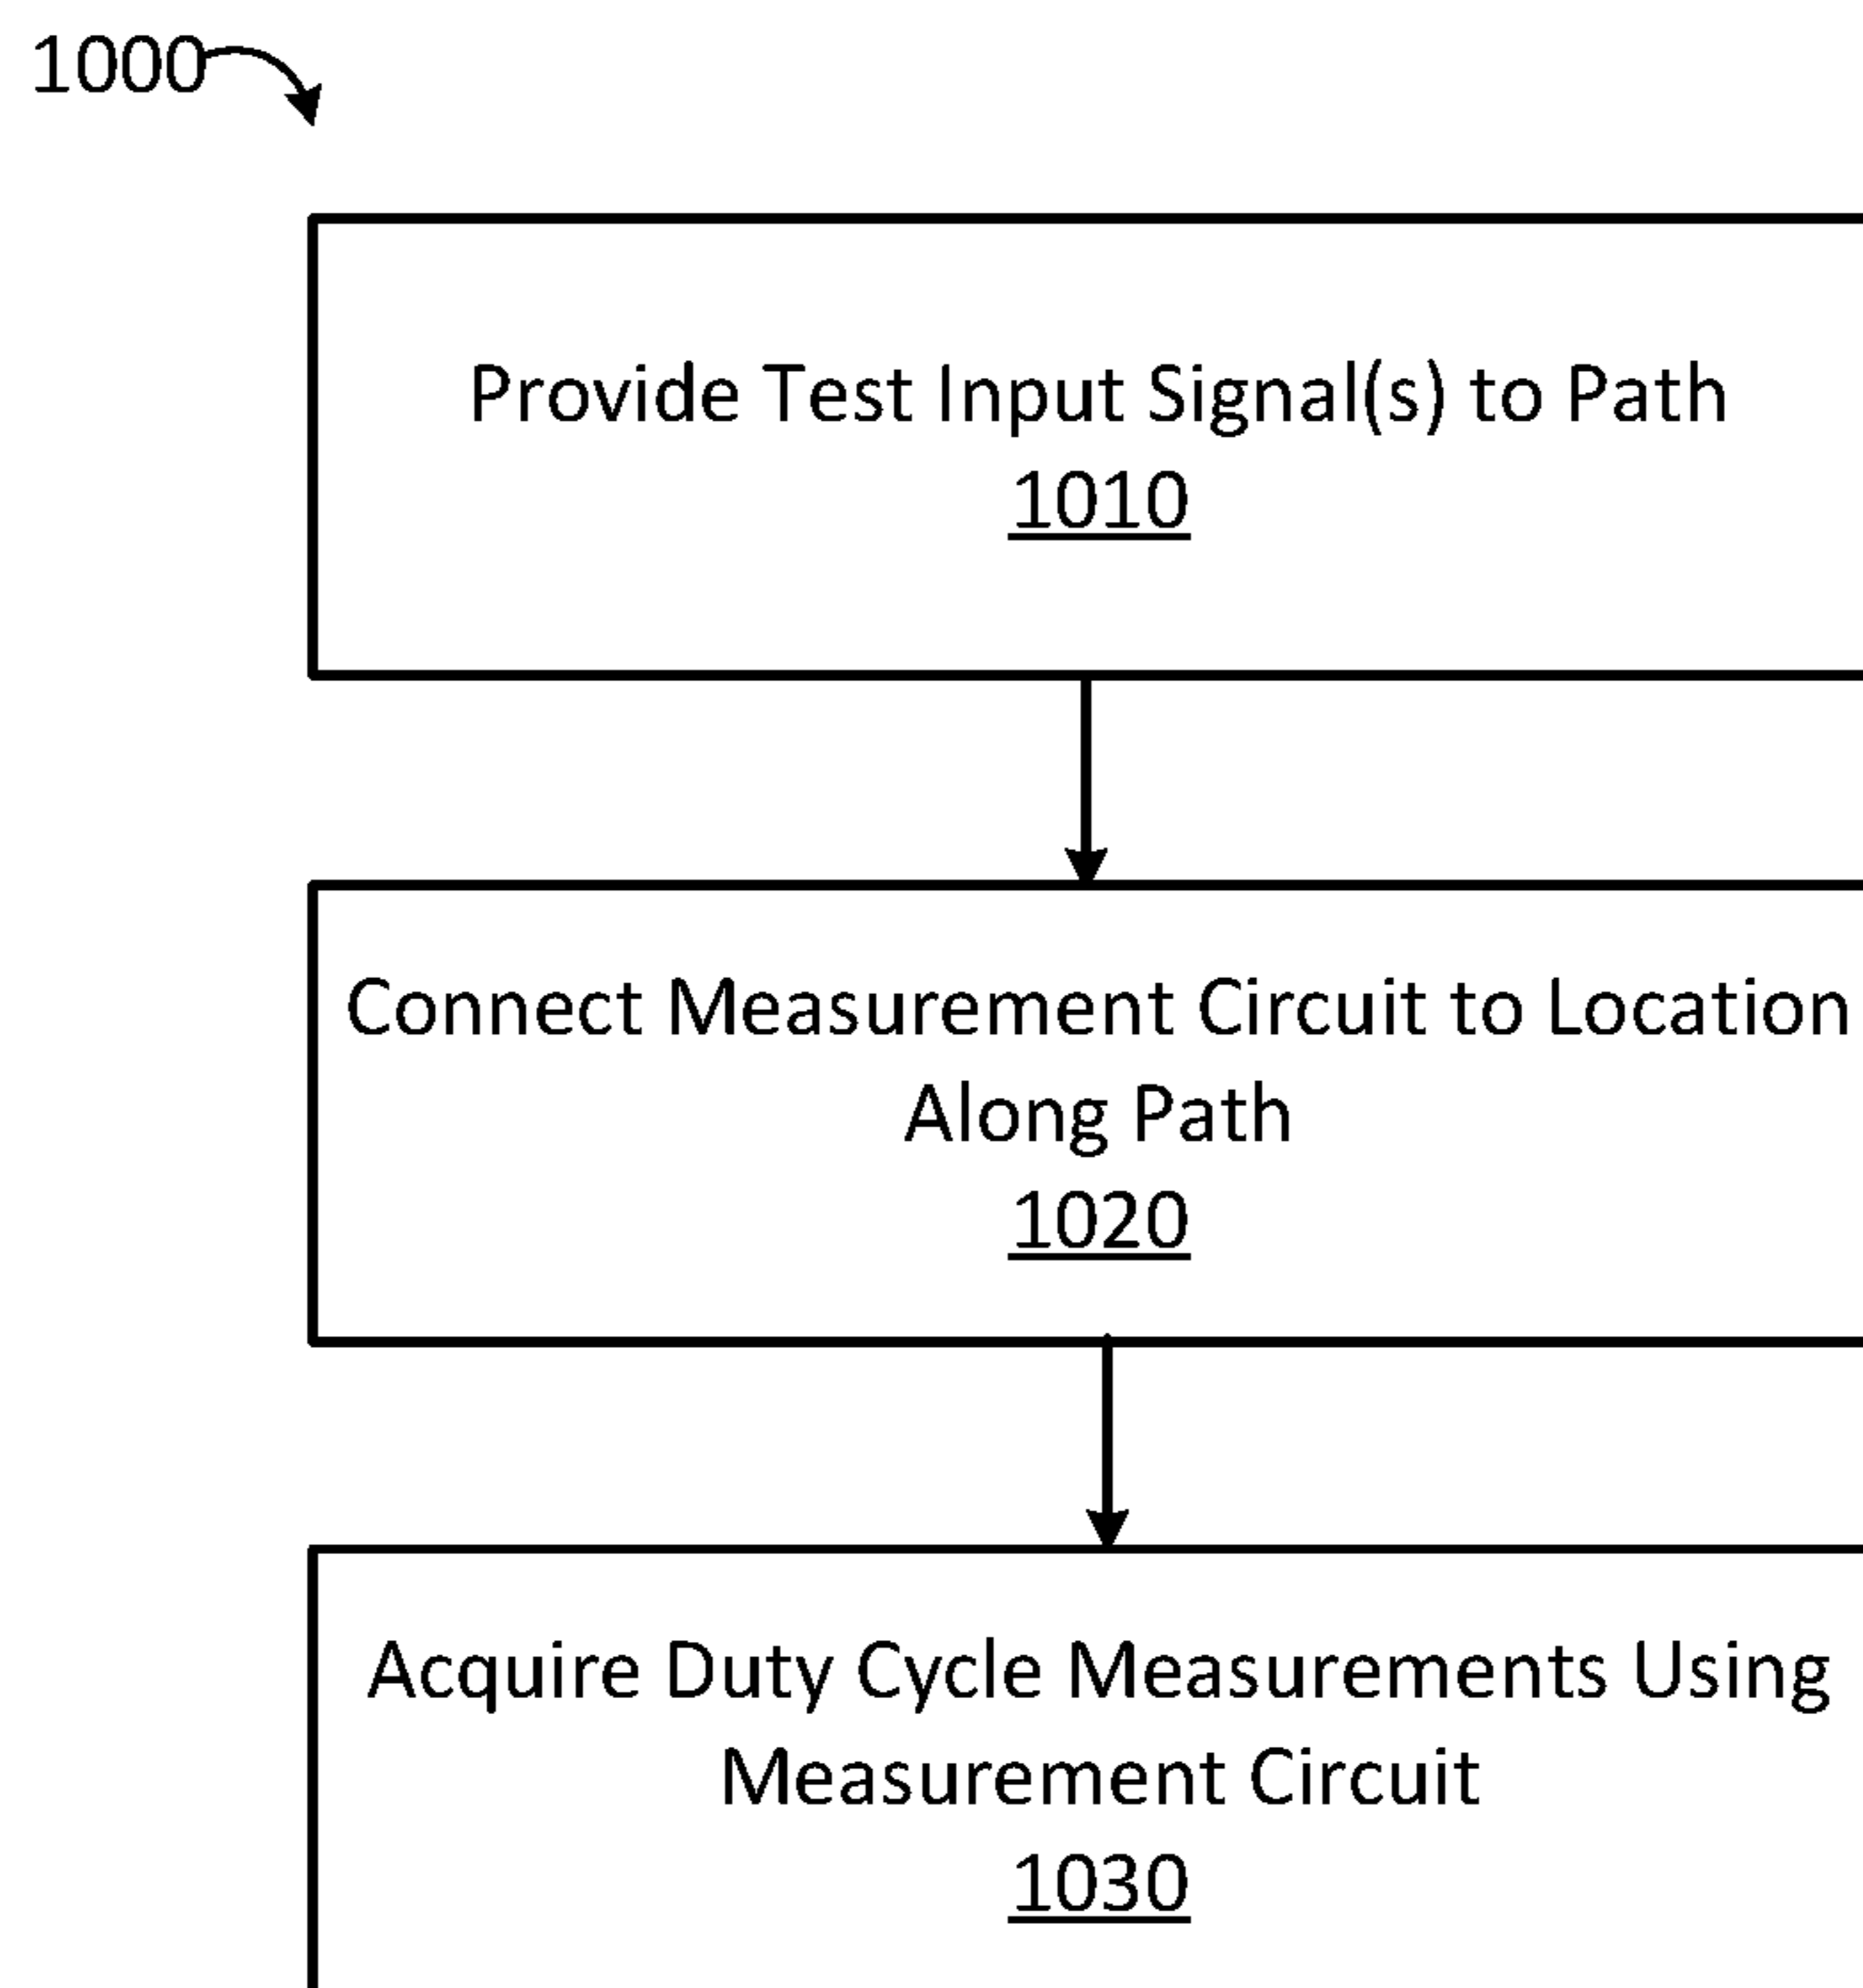 1000
Provide Test Input Signal(s) to Path
1010
Connect Measurement Circuit to Location
Along Path
1020
Acquire Duty Cycle Measurements Using
Measurement Circuit
1030